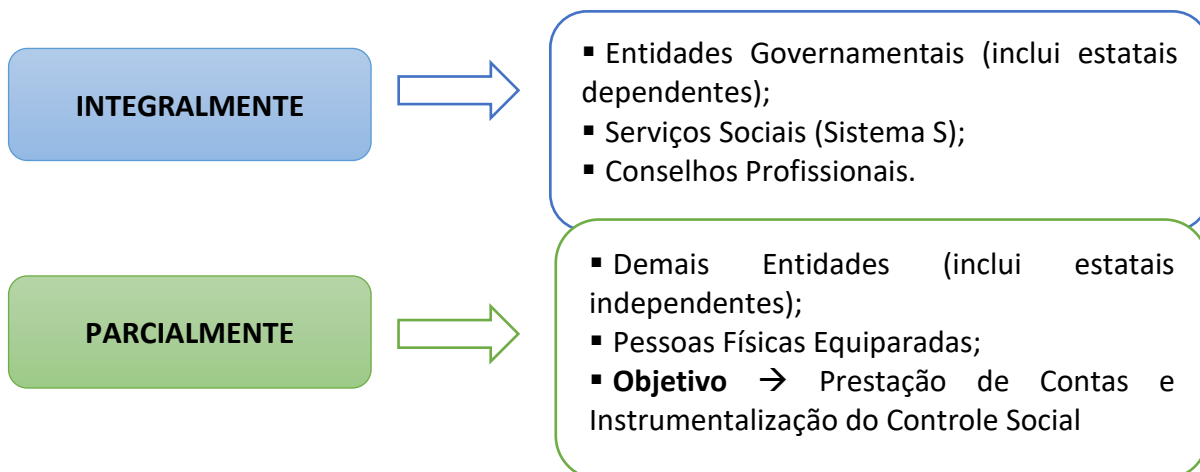 INTEGRALMENTE
▪ Entidades Governamentais (inclui estatais
dependentes);
▪ Serviços Sociais (Sistema S);
▪ Conselhos Profissionais.
PARCIALMENTE
▪ Demais Entidades (inclui estatais
independentes);
▪ Pessoas Físicas Equiparadas;
▪ Objetivo → Prestação de Contas e
Instrumentalização do Controle Social